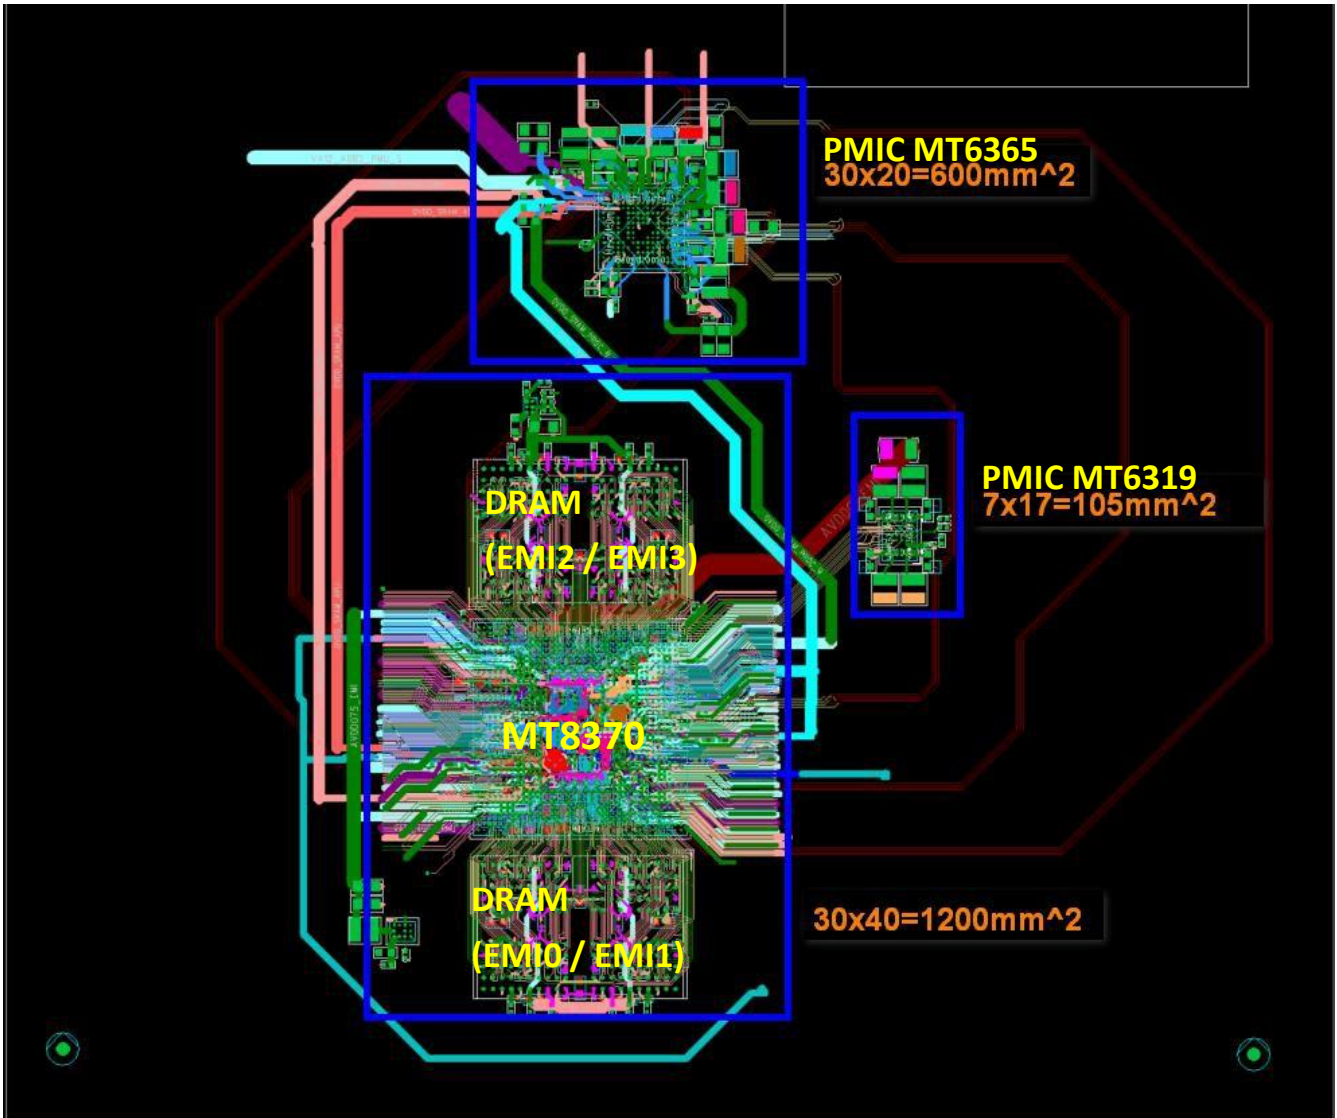 PMIC MT6365
30x20=600mm^2
DRAM
(EMI2 / EMI3)
PMIC MT6319
7x17=105mm^2
MT8370
DRAM
(EMI0 / EMI1)
30x40=1200mm^2